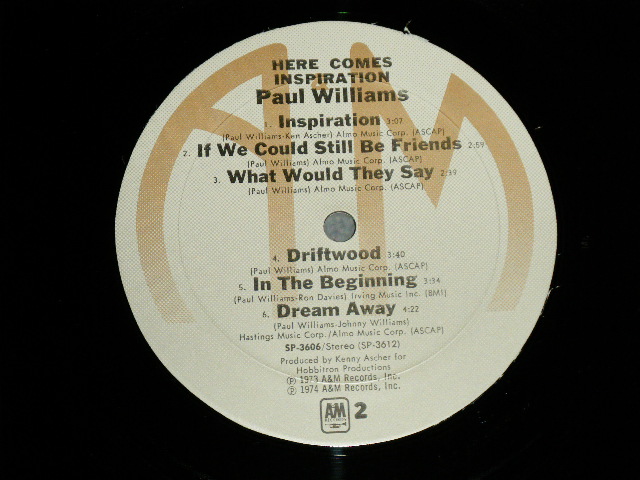 HERE COMES
INSPIRATION
Paul Williams
1. Inspiration 3:07
(Paul Williams-Ken Ascher) Almo Music Corp. (ASCAP)
2. If We Could Still Be Friends 2:59
(Paul Williams) Almo Music Corp. (ASCAP)
3. What Would They Say 2:39
(Paul Williams) Almo Music Corp. (ASCAP)
4. Driftwood 3:40
(Paul Williams) Almo Music Corp. (ASCAP)
5. In The Beginning 3:34
(Paul Williams-Ron Davies) Irving Music Inc. (BMI)
6. Dream Away 4:22
(Paul Williams-Johnny Williams)
Hastings Music Corp./Almo Music Corp. (ASCAP)
SP-3606/Stereo (SP-3612)
Produced by Kenny Ascher for
Hobbitron Productions
℗ 1973 A&M Records, Inc.
℗ 1974 A&M Records, Inc.
A&M RECORDS 2